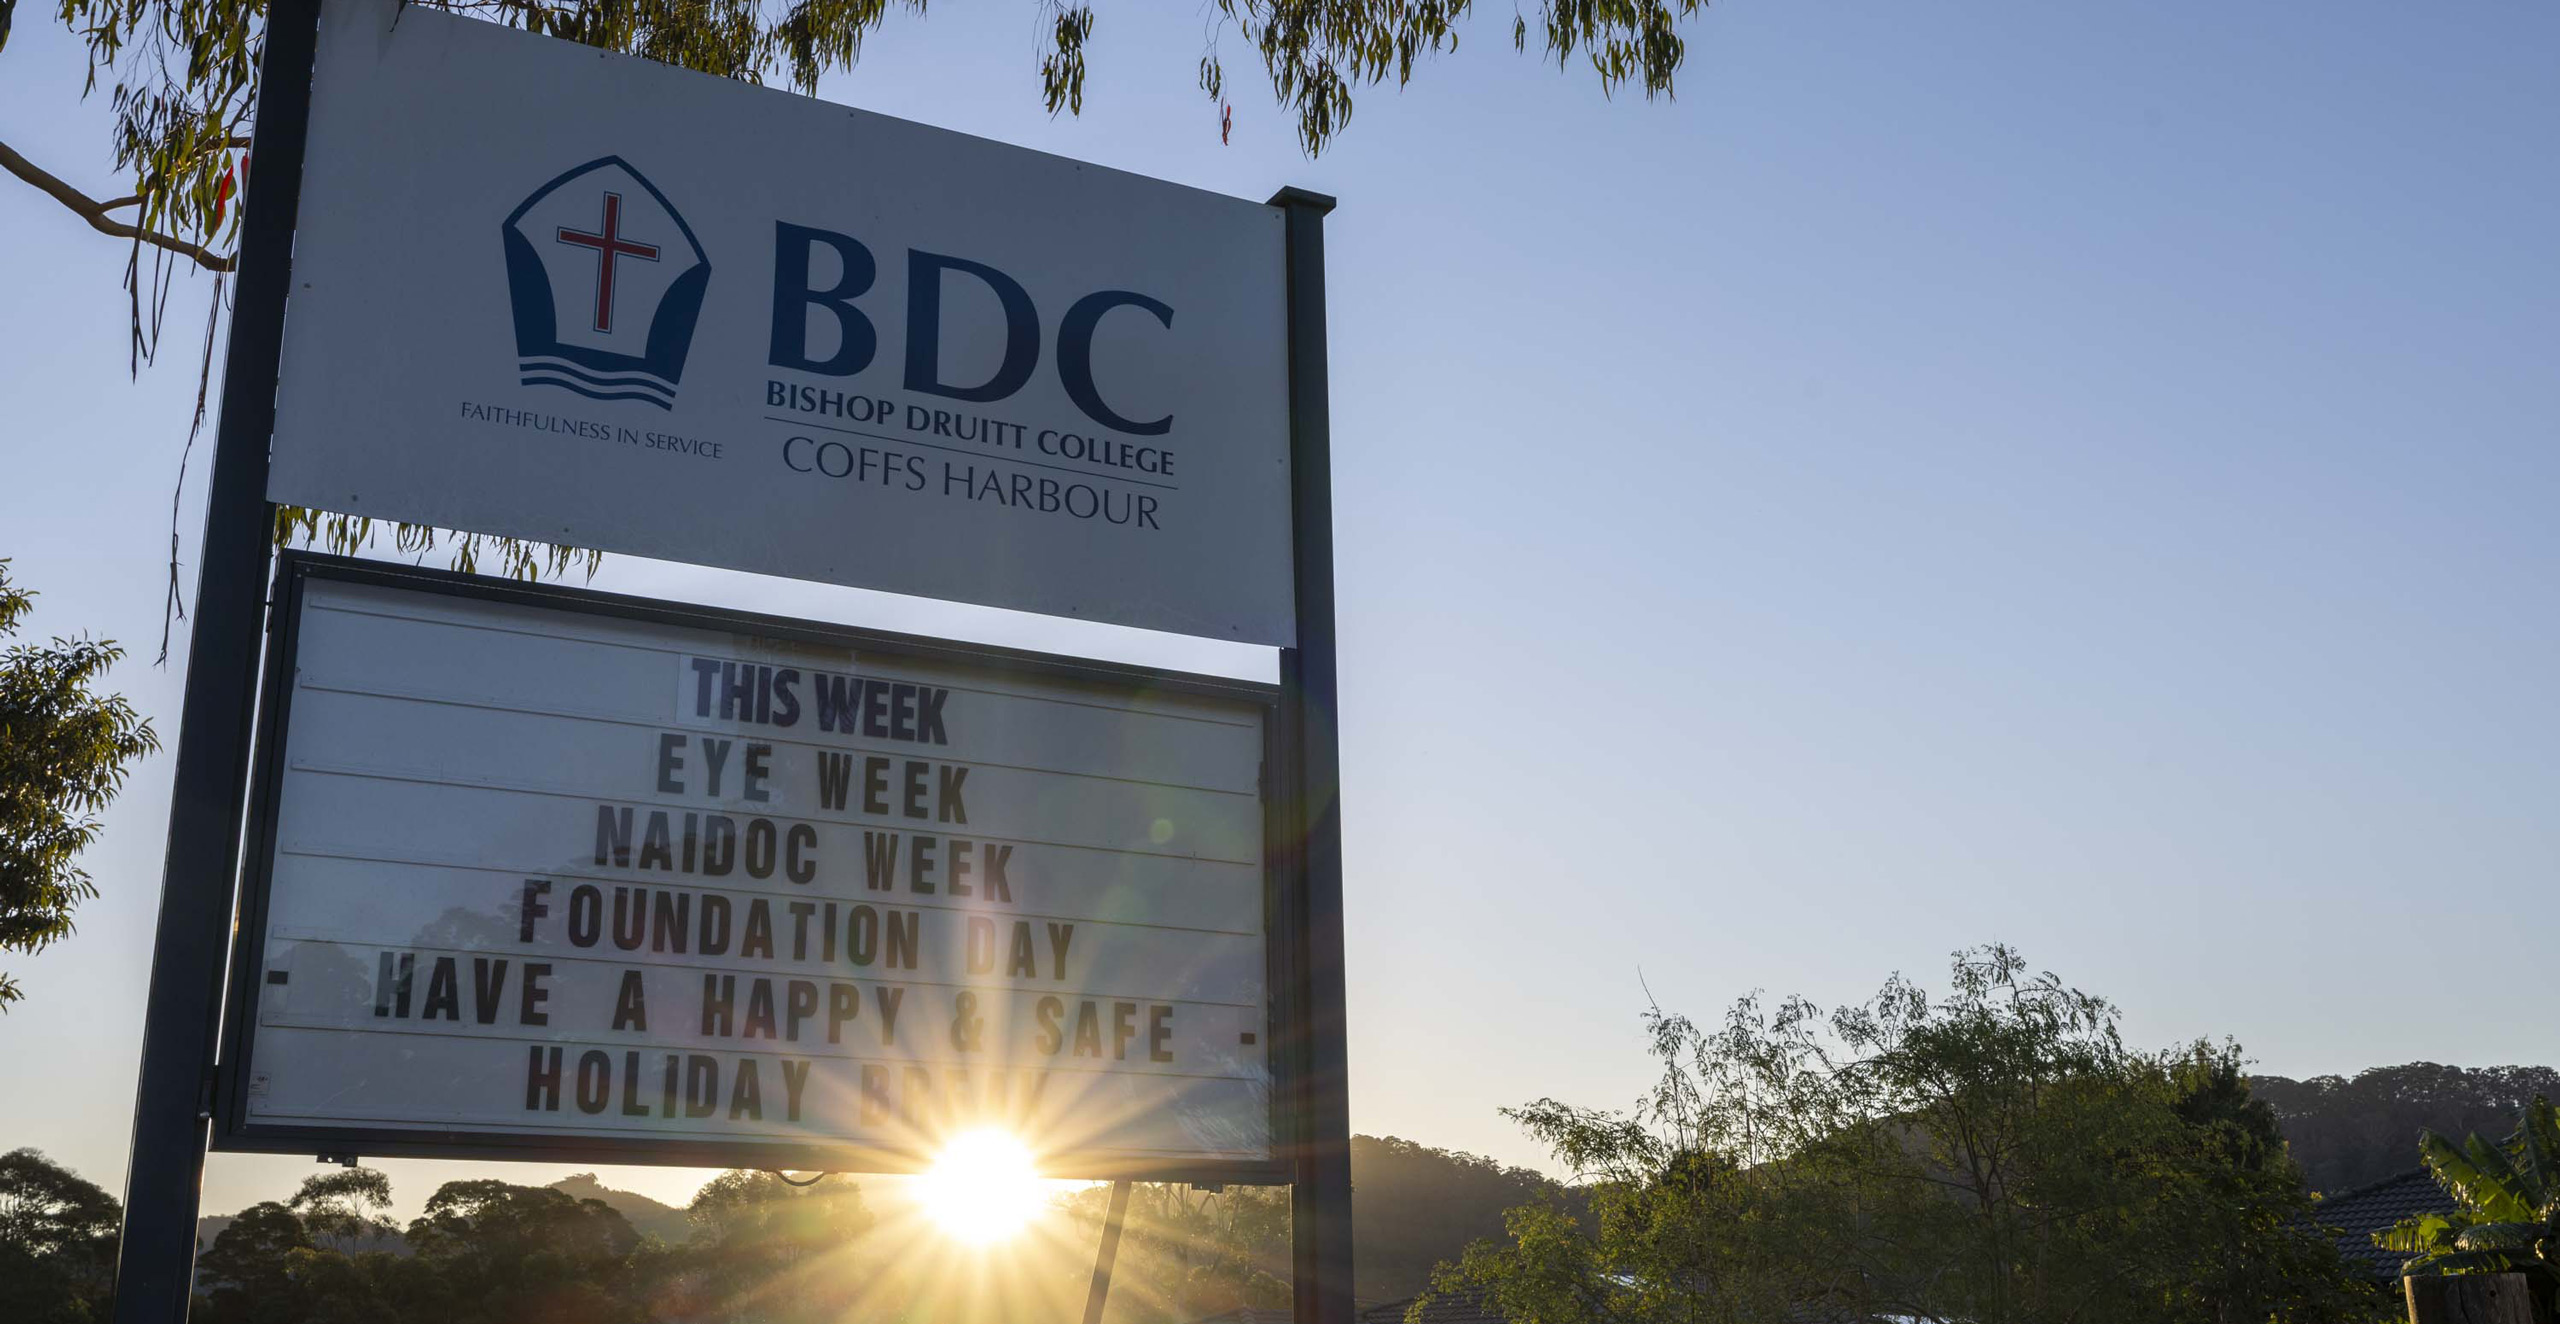 BDC
BISHOP DRUITT COLLEGE
COFFS HARBOUR
FAITHFULNESS IN SERVICE
THIS WEEK
EYE WEEK
NAIDOC WEEK
FOUNDATION DAY
- HAVE A HAPPY & SAFE -
HOLIDAY BREAK